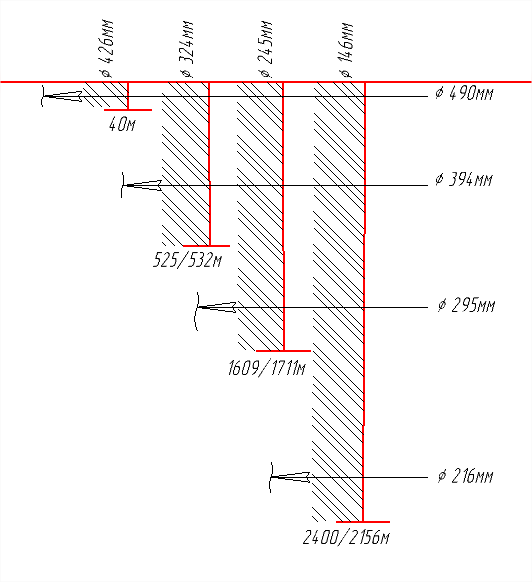 ϕ 426мм
ϕ 324мм
ϕ 245мм
ϕ 146мм
ϕ 490мм
40м
ϕ 394мм
525/532м
ϕ 295мм
1609/1711м
ϕ 216мм
2400/2156м